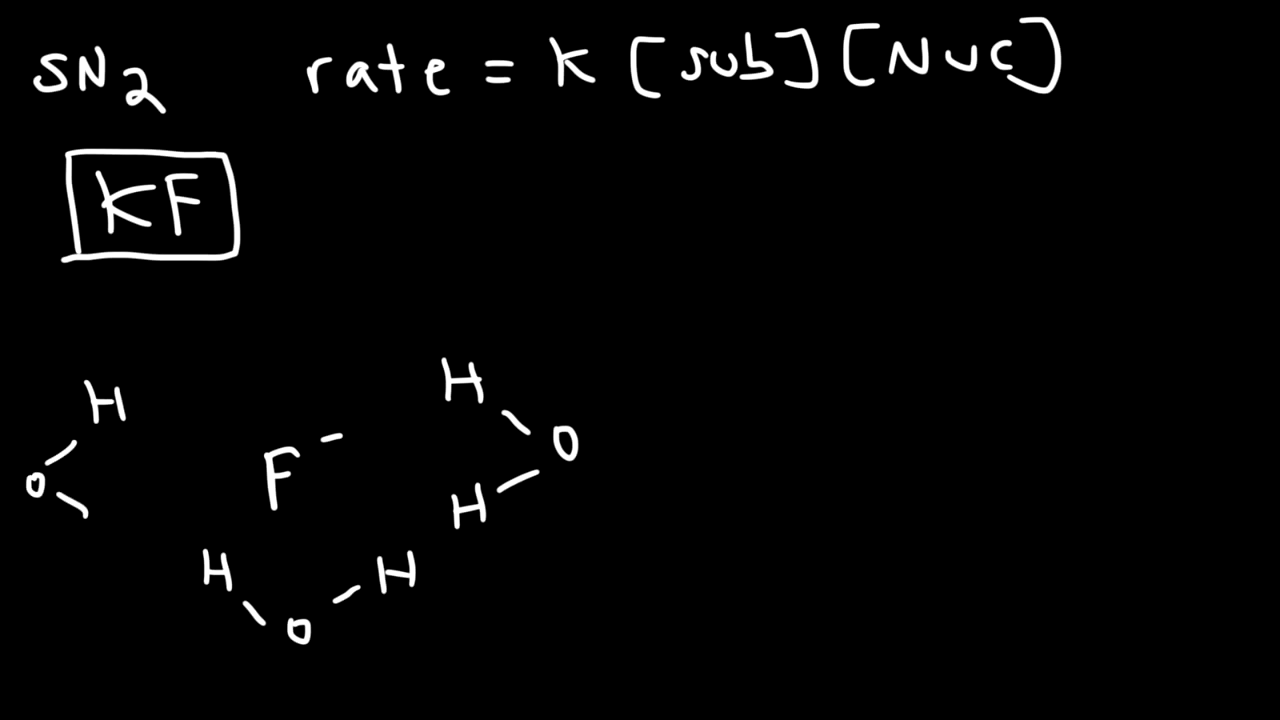 SN2 rate = K [sub] [Nuc]
KF
H H
F⁻ O
O H
H H
O